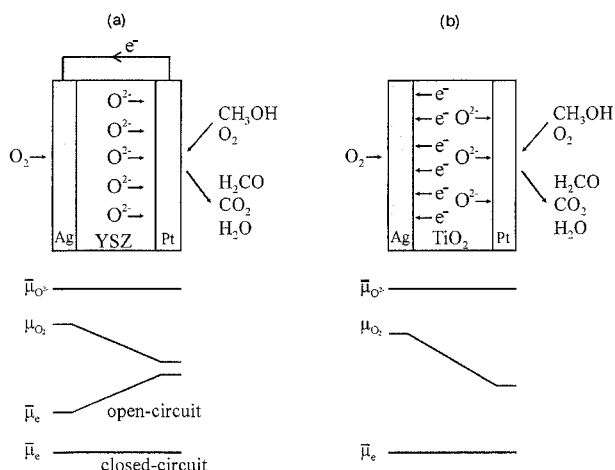 (a)
e⁻
O²⁻
O²⁻
O²⁻
O²⁻
O²⁻
O₂
CH₃OH
O₂
H₂CO
CO₂
H₂O
Ag YSZ Pt
μ̄O²⁻
μO₂
μ̄e
open-circuit
μ̄e
closed-circuit
(b)
e⁻
e⁻
e⁻
e⁻
e⁻
e⁻
O²⁻
O²⁻
O²⁻
O₂
CH₃OH
O₂
H₂CO
CO₂
H₂O
Ag TiO₂ Pt
μ̄O²⁻
μO₂
μ̄e